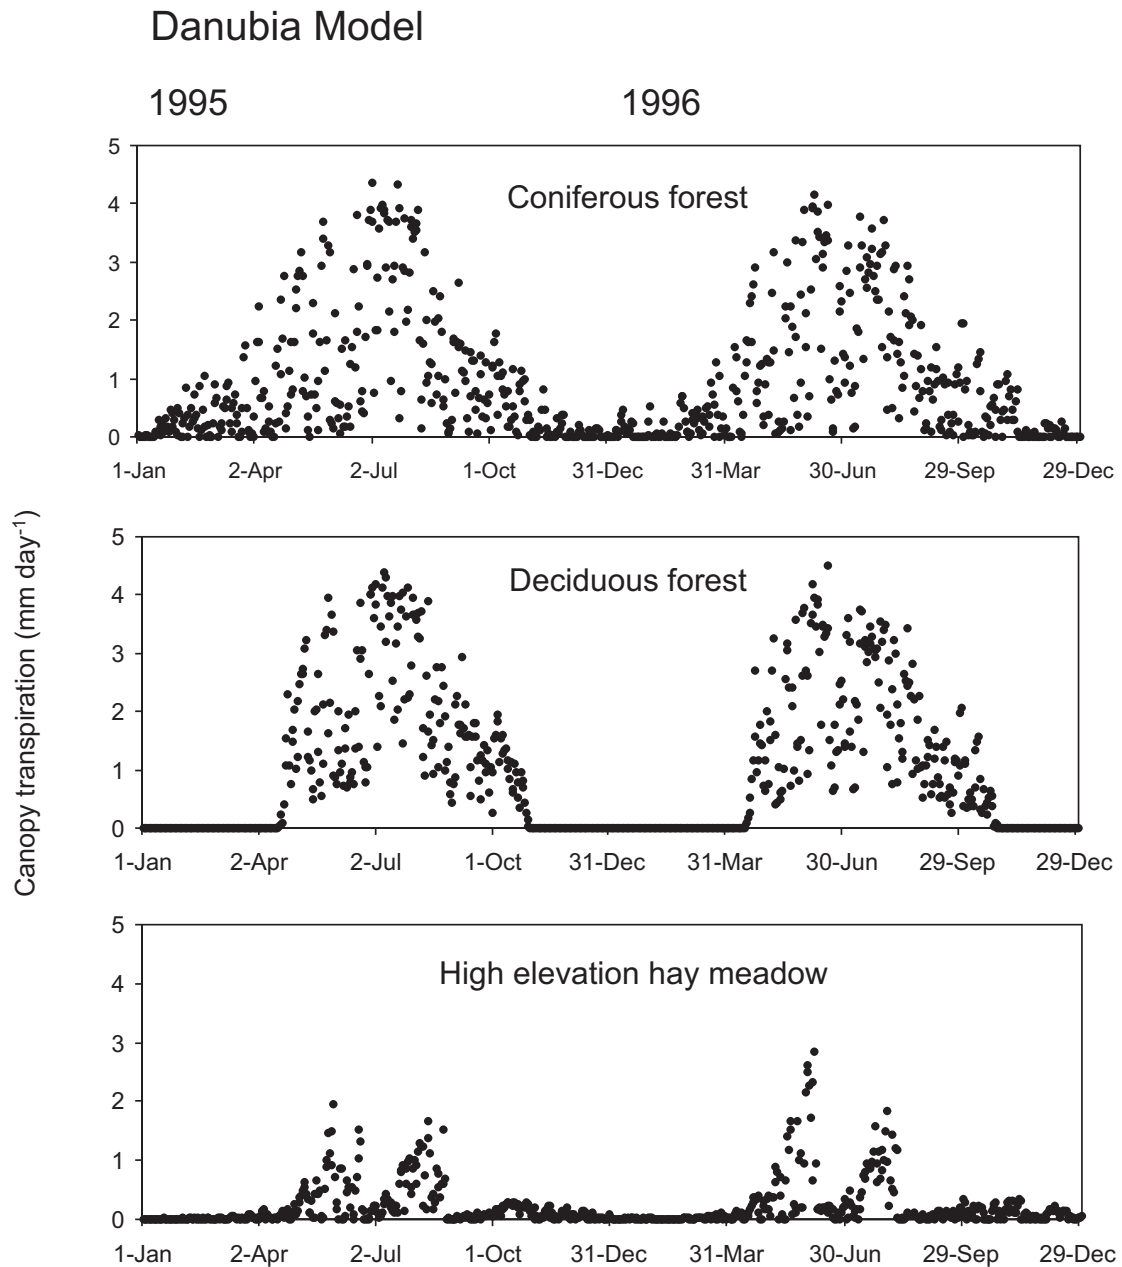 Danubia Model
1995 1996
5
4
3
2
1
0
Coniferous forest
1-Jan 2-Apr 2-Jul 1-Oct 31-Dec 31-Mar 30-Jun 29-Sep 29-Dec
Canopy transpiration (mm day-1)
5
4
3
2
1
0
Deciduous forest
1-Jan 2-Apr 2-Jul 1-Oct 31-Dec 31-Mar 30-Jun 29-Sep 29-Dec
5
4
3
2
1
0
High elevation hay meadow
1-Jan 2-Apr 2-Jul 1-Oct 31-Dec 31-Mar 30-Jun 29-Sep 29-Dec